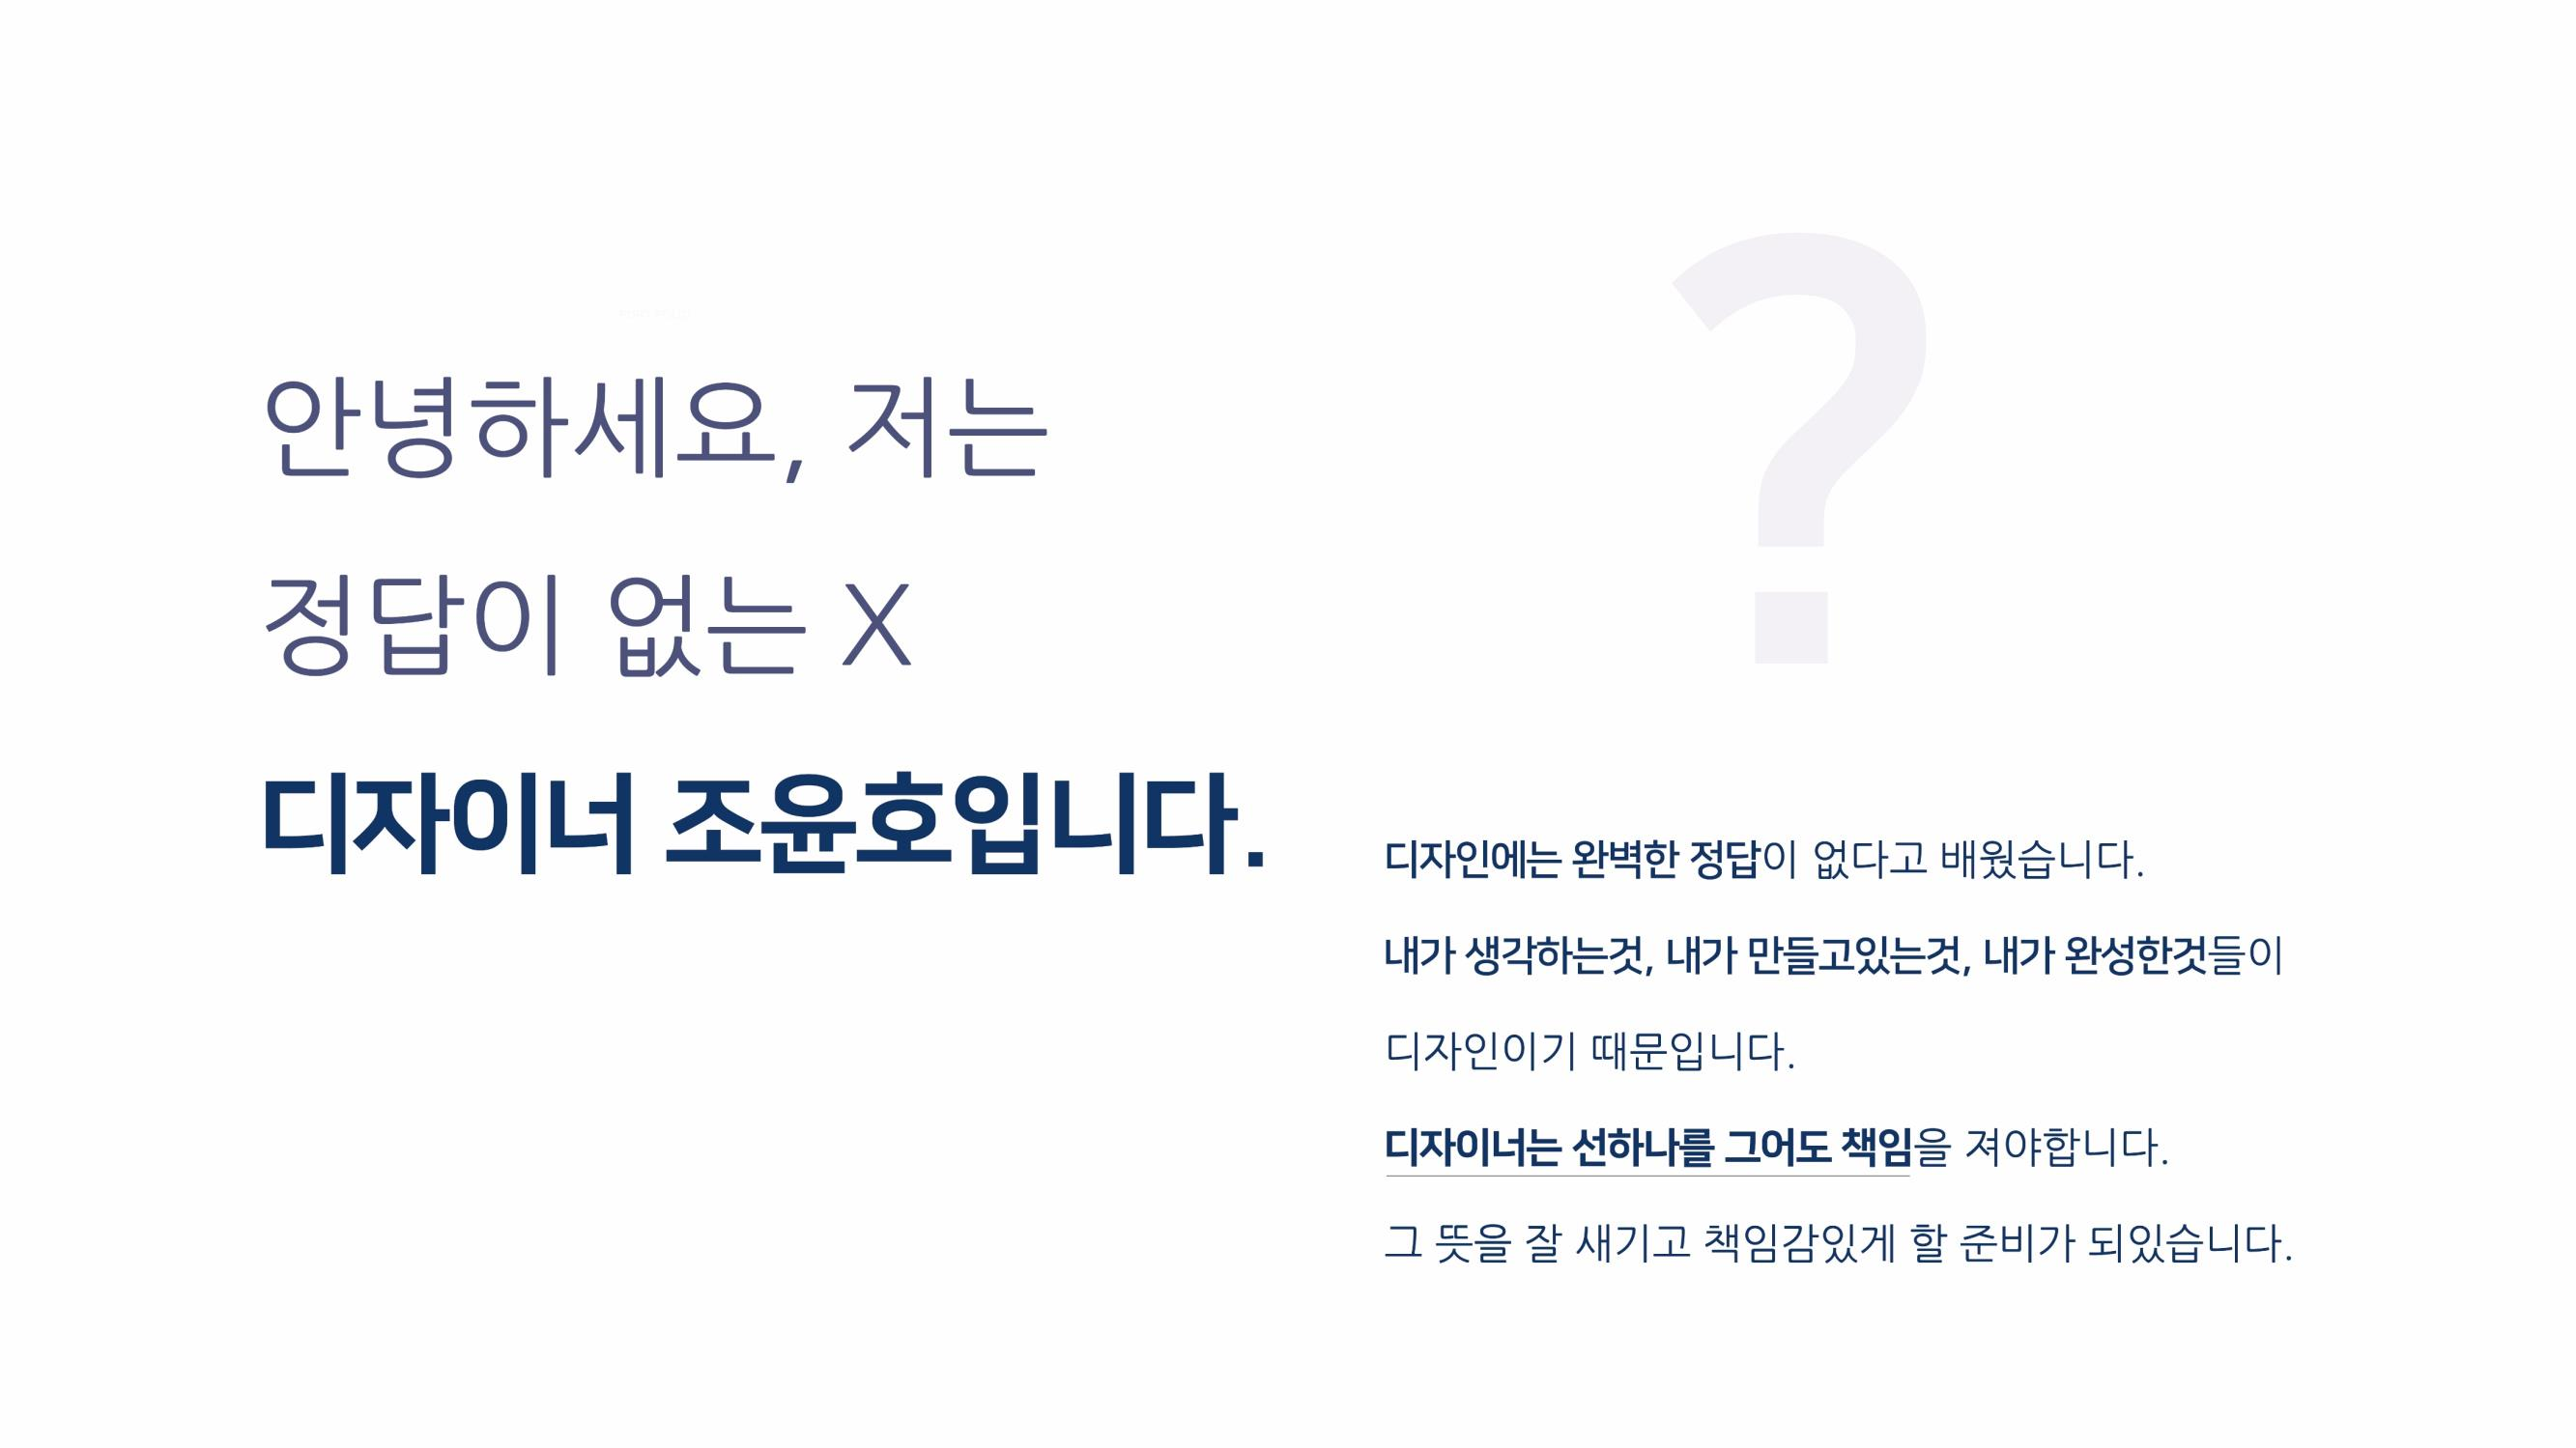 안녕하세요, 저는
정답이 없는 X
디자이너 조윤호입니다.
?
디자인에는 완벽한 정답이 없다고 배웠습니다.
내가 생각하는것, 내가 만들고있는것, 내가 완성한것들이
디자인이기 때문입니다.
디자이너는 선하나를 그어도 책임을 져야합니다.
그 뜻을 잘 새기고 책임감있게 할 준비가 되있습니다.